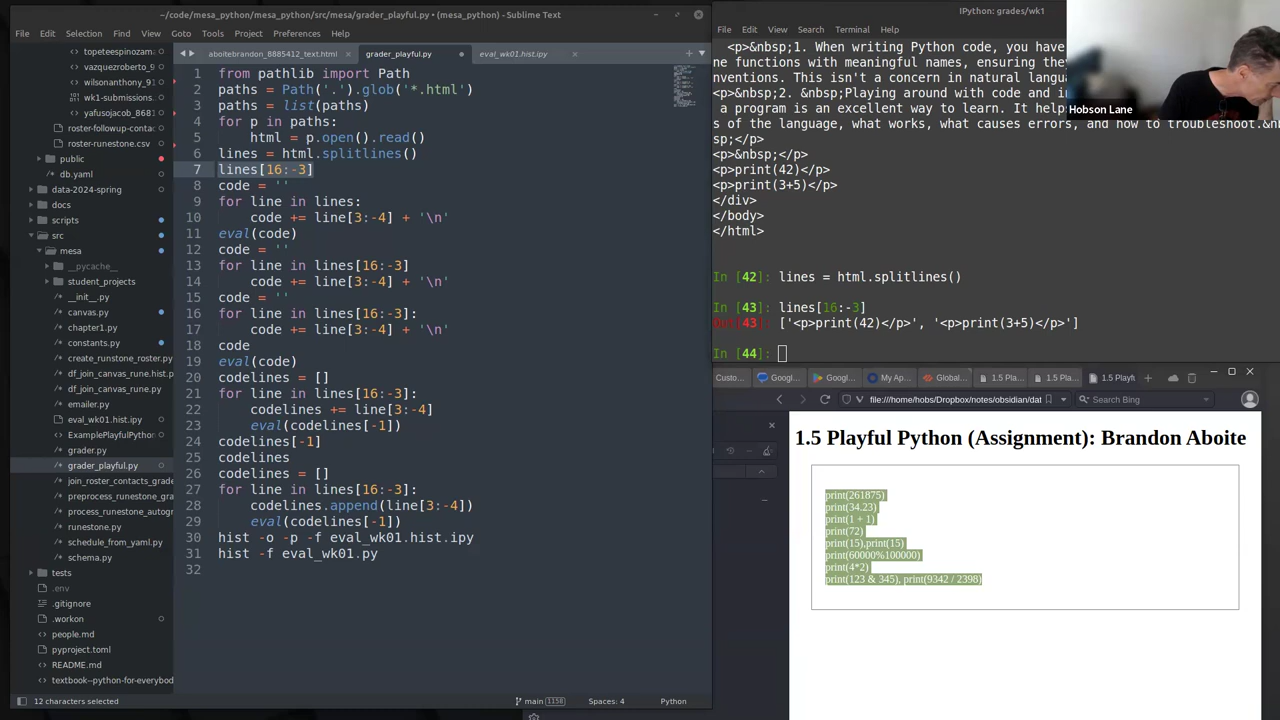 ~/code/mesa_python/mesa_python/src/mesa/grader_playful.py • (mesa_python) - Sublime Text
File Edit Selection Find View Goto Tools Project Preferences Help
topeteespinozam
vazquezroberto_9
wilsonanthony_91
wk1-submissions
yafusojacob_868
roster-followup-contac
roster-runestone.csv
public
db.yaml
data-2024-spring
docs
scripts
src
mesa
__pycache__
student_projects
__init__.py
canvas.py
chapter1.py
constants.py
create_runstone_roster.py
df_join_canvas_rune.hist.p
df_join_canvas_rune.py
emailer.py
eval_wk01.hist.ipy
ExamplePlayfulPython
grader.py
grader_playful.py
join_roster_contacts_grade
preprocess_runestone_gra
process_runestone_autogr
runestone.py
schedule_from_yaml.py
schema.py
tests
.env
.gitignore
.workon
people.md
pyproject.toml
README.md
textbook--python-for-everybod
aboitebrandon_8885412_text.html × grader_playful.py • eval_wk01.hist.ipy ×
1 from pathlib import Path
2 paths = Path('.').glob('*.html')
3 paths = list(paths)
4 for p in paths:
5 html = p.open().read()
6 lines = html.splitlines()
7 lines[16:-3]
8 code = ''
9 for line in lines:
10 code += line[3:-4] + '\n'
11 eval(code)
12 code = ''
13 for line in lines[16:-3]
14 code += line[3:-4] + '\n'
15 code = ''
16 for line in lines[16:-3]:
17 code += line[3:-4] + '\n'
18 code
19 eval(code)
20 codelines = []
21 for line in lines[16:-3]:
22 codelines += line[3:-4]
23 eval(codelines[-1])
24 codelines[-1]
25 codelines
26 codelines = []
27 for line in lines[16:-3]:
28 codelines.append(line[3:-4])
29 eval(codelines[-1])
30 hist -o -p -f eval_wk01.hist.ipy
31 hist -f eval_wk01.py
32
12 characters selected
main 1158 Spaces: 4 Python
IPython: grades/wk1
File Edit View Search Terminal Help
<p>&nbsp;1. When writing Python code, you have
ne functions with meaningful names, ensuring they
nventions. This isn't a concern in natural langua
<p>&nbsp;2. &nbsp;Playing around with code and in
a program is an excellent way to learn. It help
s of the language, what works, what causes errors, and how to troubleshoot.&n
sp;</p>
<p>&nbsp;</p>
<p>print(42)</p>
<p>print(3+5)</p>
</div>
</body>
</html>
In [42]: lines = html.splitlines()
In [43]: lines[16:-3]
Out[43]: ['<p>print(42)</p>', '<p>print(3+5)</p>']
In [44]:
Hobson Lane
Custo Googl Google My Ap Global 1.5 Pla 1.5 Pla 1.5 Playf
file:///home/hobs/Dropbox/notes/obsidian/dat Search Bing
1.5 Playful Python (Assignment): Brandon Aboite
print(261875)
print(34.23)
print(1 + 1)
print(72)
print(15),print(15)
print(60000%100000)
print(4*2)
print(123 & 345), print(9342 / 2398)